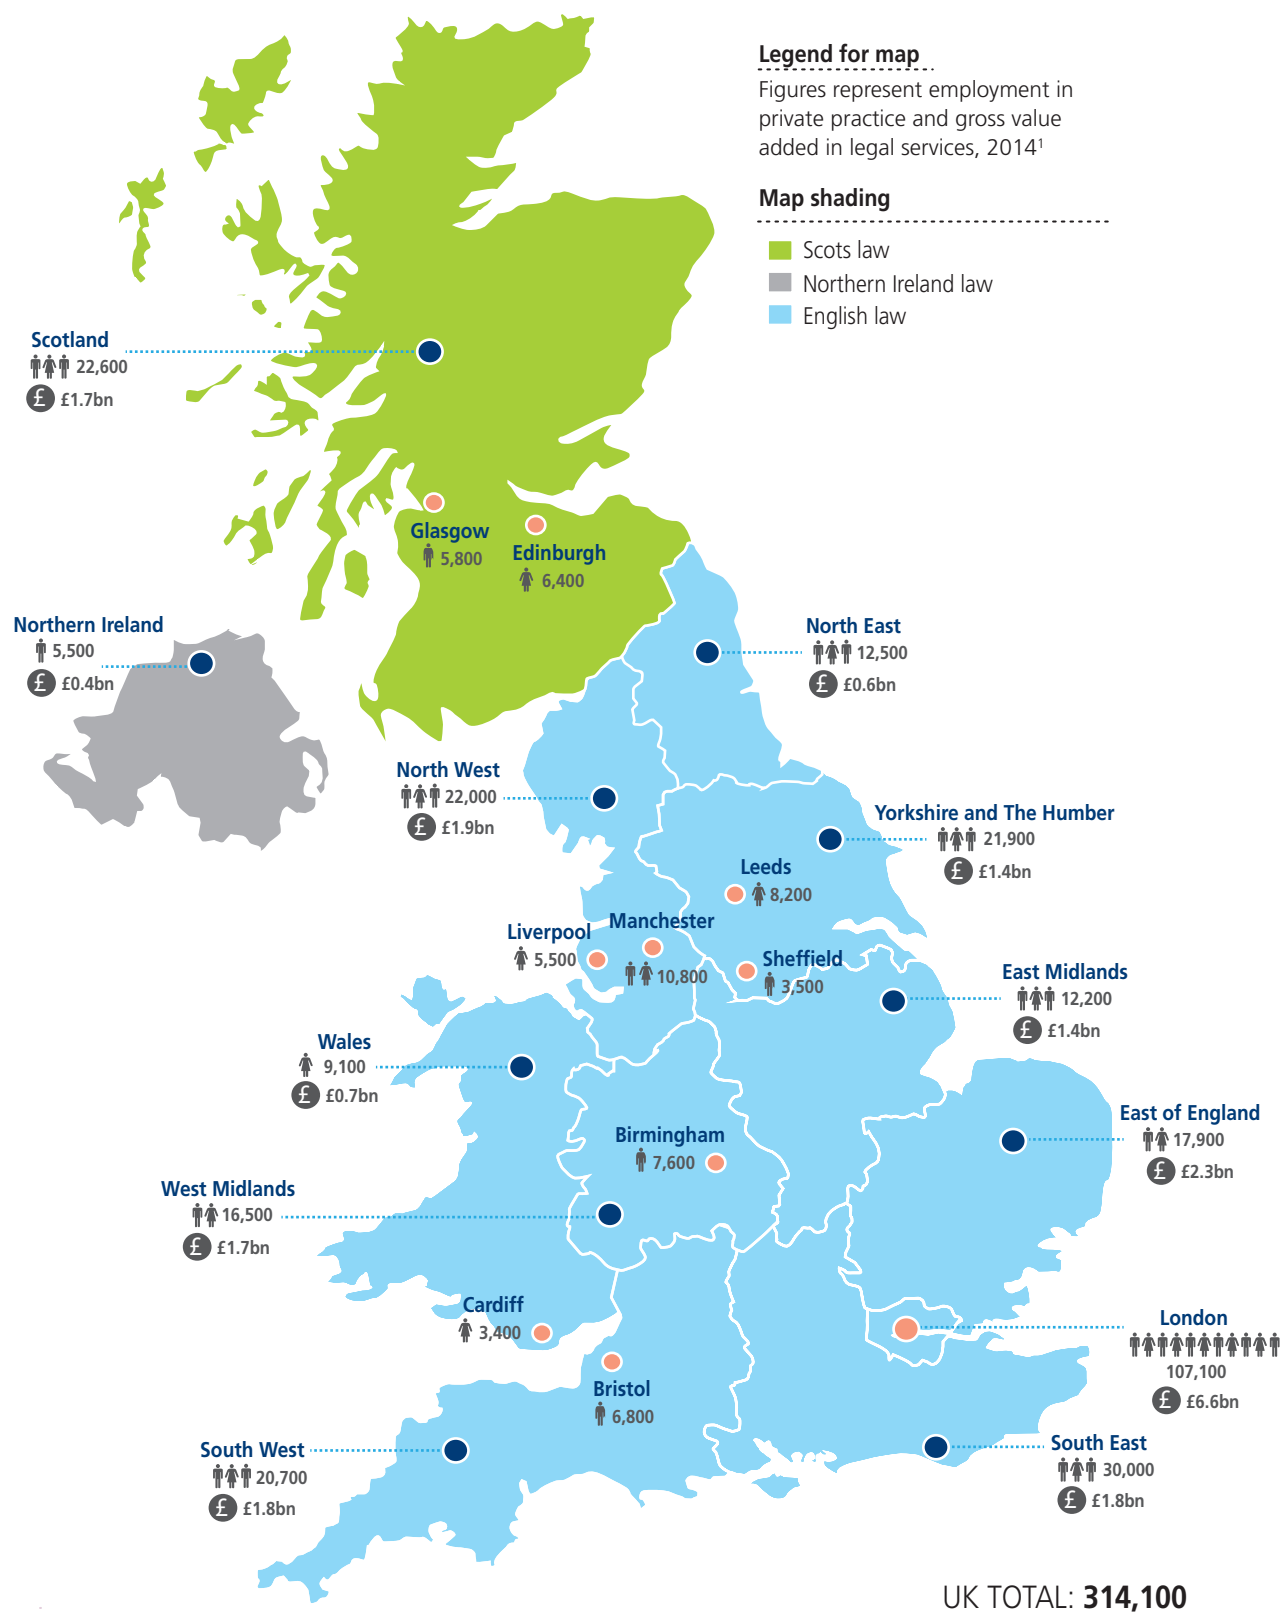 Legend for map
Figures represent employment in
private practice and gross value
added in legal services, 2014¹
Map shading
Scots law
Northern Ireland law
English law
Scotland
22,600
£ £1.7bn
Glasgow
5,800
Edinburgh
6,400
Northern Ireland
5,500
£ £0.4bn
North East
12,500
£ £0.6bn
North West
22,000
£ £1.9bn
Yorkshire and The Humber
21,900
£ £1.4bn
Leeds
8,200
Liverpool
5,500
Manchester
10,800
Sheffield
3,500
East Midlands
12,200
£ £1.4bn
Wales
9,100
£ £0.7bn
East of England
17,900
£ £2.3bn
Birmingham
7,600
West Midlands
16,500
£ £1.7bn
Cardiff
3,400
London
107,100
£ £6.6bn
Bristol
6,800
South West
20,700
£ £1.8bn
South East
30,000
£ £1.8bn
UK TOTAL: 314,100